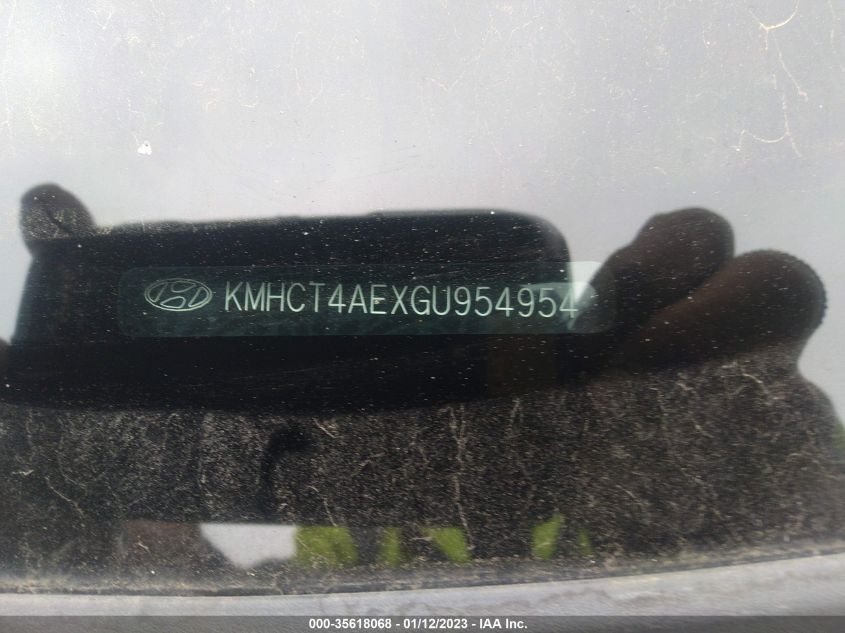 KMHCT4AEXGU954954
000-35618068 - 01/12/2023 - IAA Inc.